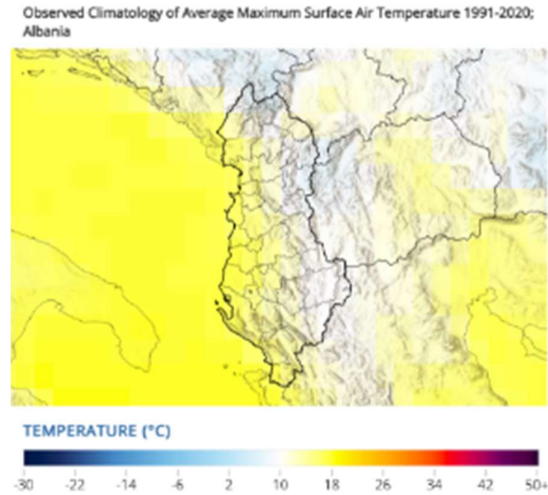 Observed Climatology of Average Maximum Surface Air Temperature 1991-2020;
Albania
TEMPERATURE (°C)
-30 -22 -14 -6 2 10 18 26 34 42 50+